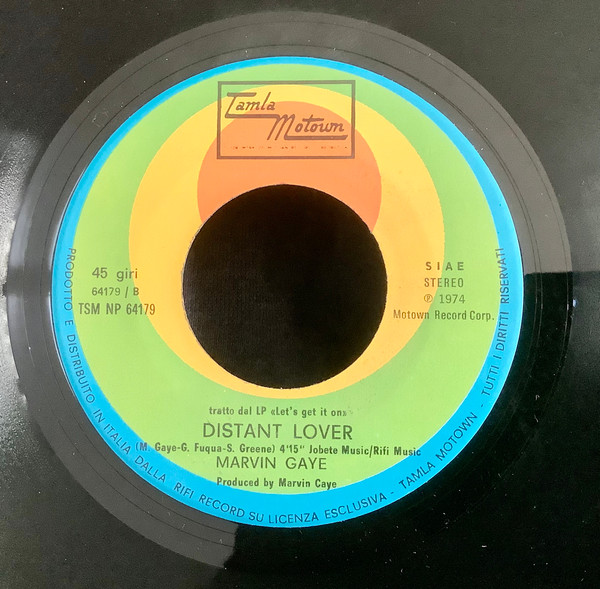 Tamla
Motown
45 giri
64179 / B
TSM NP 64179
S I A E
STEREO
℗ 1974
Motown Record Corp.
tratto dal LP «Let's get it on»
DISTANT LOVER
(M. Gaye-G. Fuqua-S. Greene) 4'15" Jobete Music/Rifi Music
MARVIN GAYE
Produced by Marvin Caye
PRODOTTO E DISTRIBUITO IN ITALIA DALLA RIFI RECORD SU LICENZA ESCLUSIVA - TAMLA MOTOWN - TUTTI I DIRITTI RISERVATI -